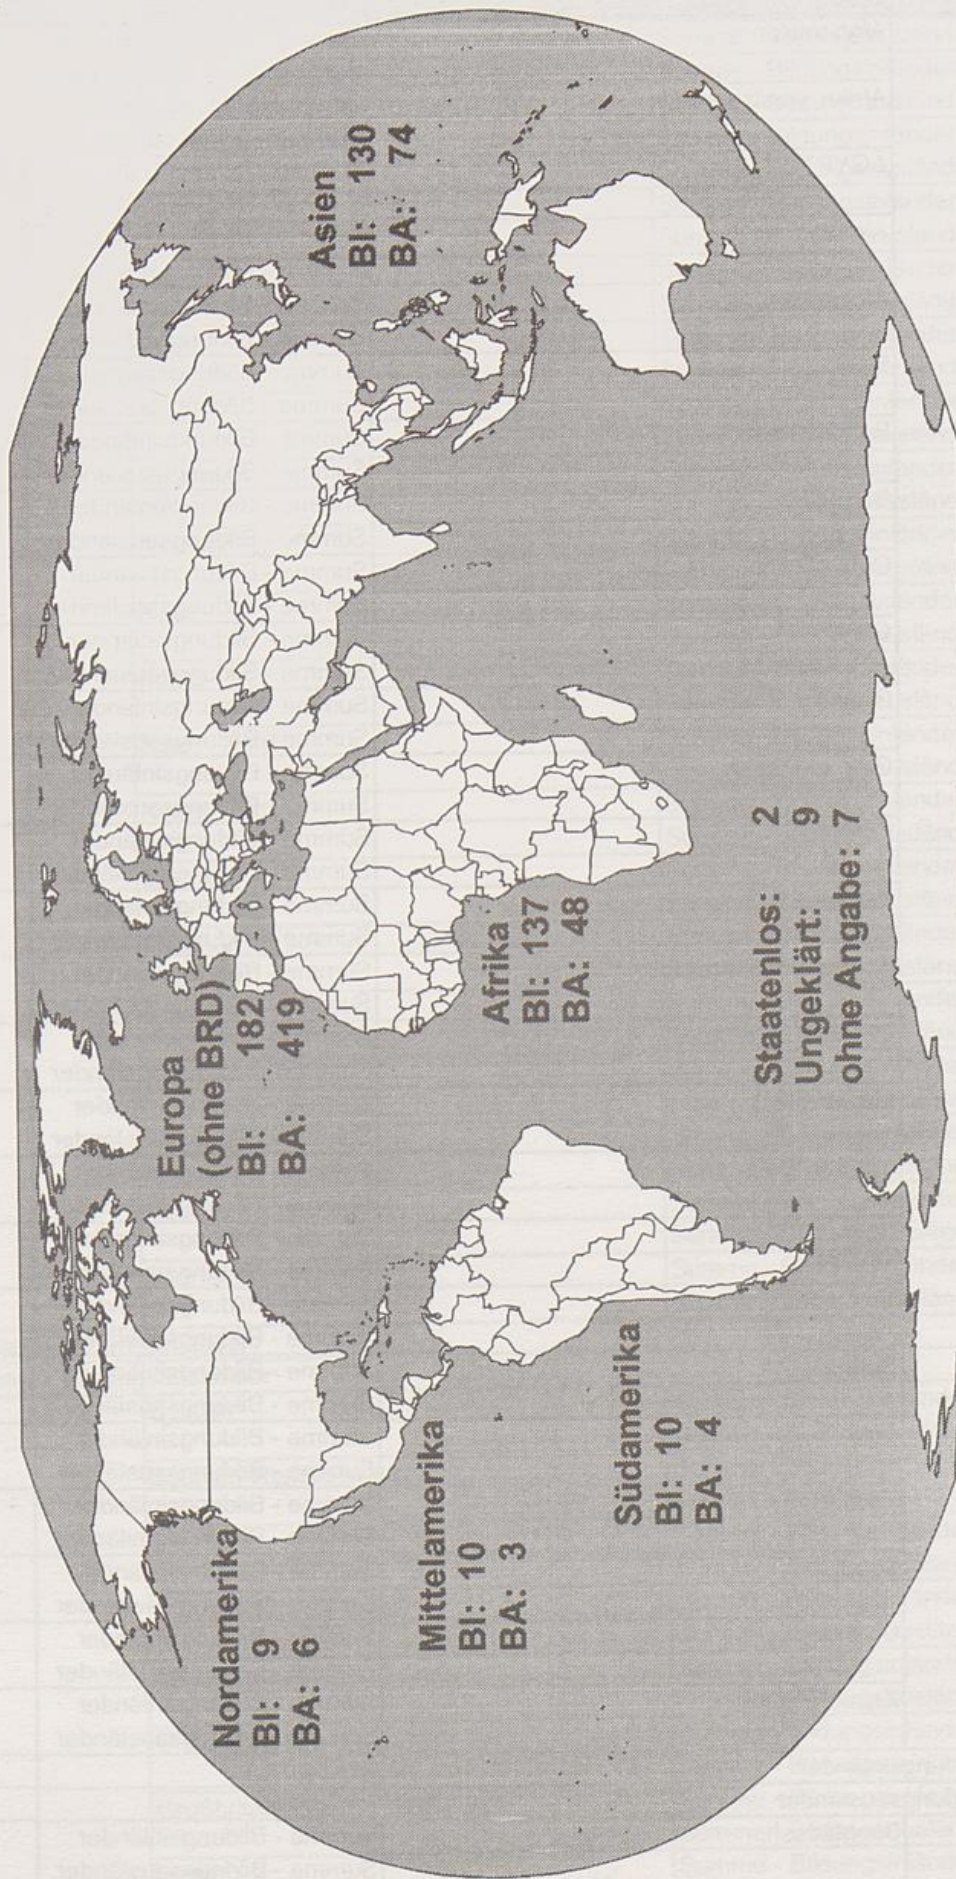 Nordamerika
BI: 9
BA: 6
Europa
(ohne BRD)
BI: 182
BA: 419
Asien
BI: 130
BA: 74
Mittelamerika
BI: 10
BA: 3
Afrika
BI: 137
BA: 48
Südamerika
BI: 10
BA: 4
Staatenlos: 2
Ungeklärt: 9
ohne Angabe: 7